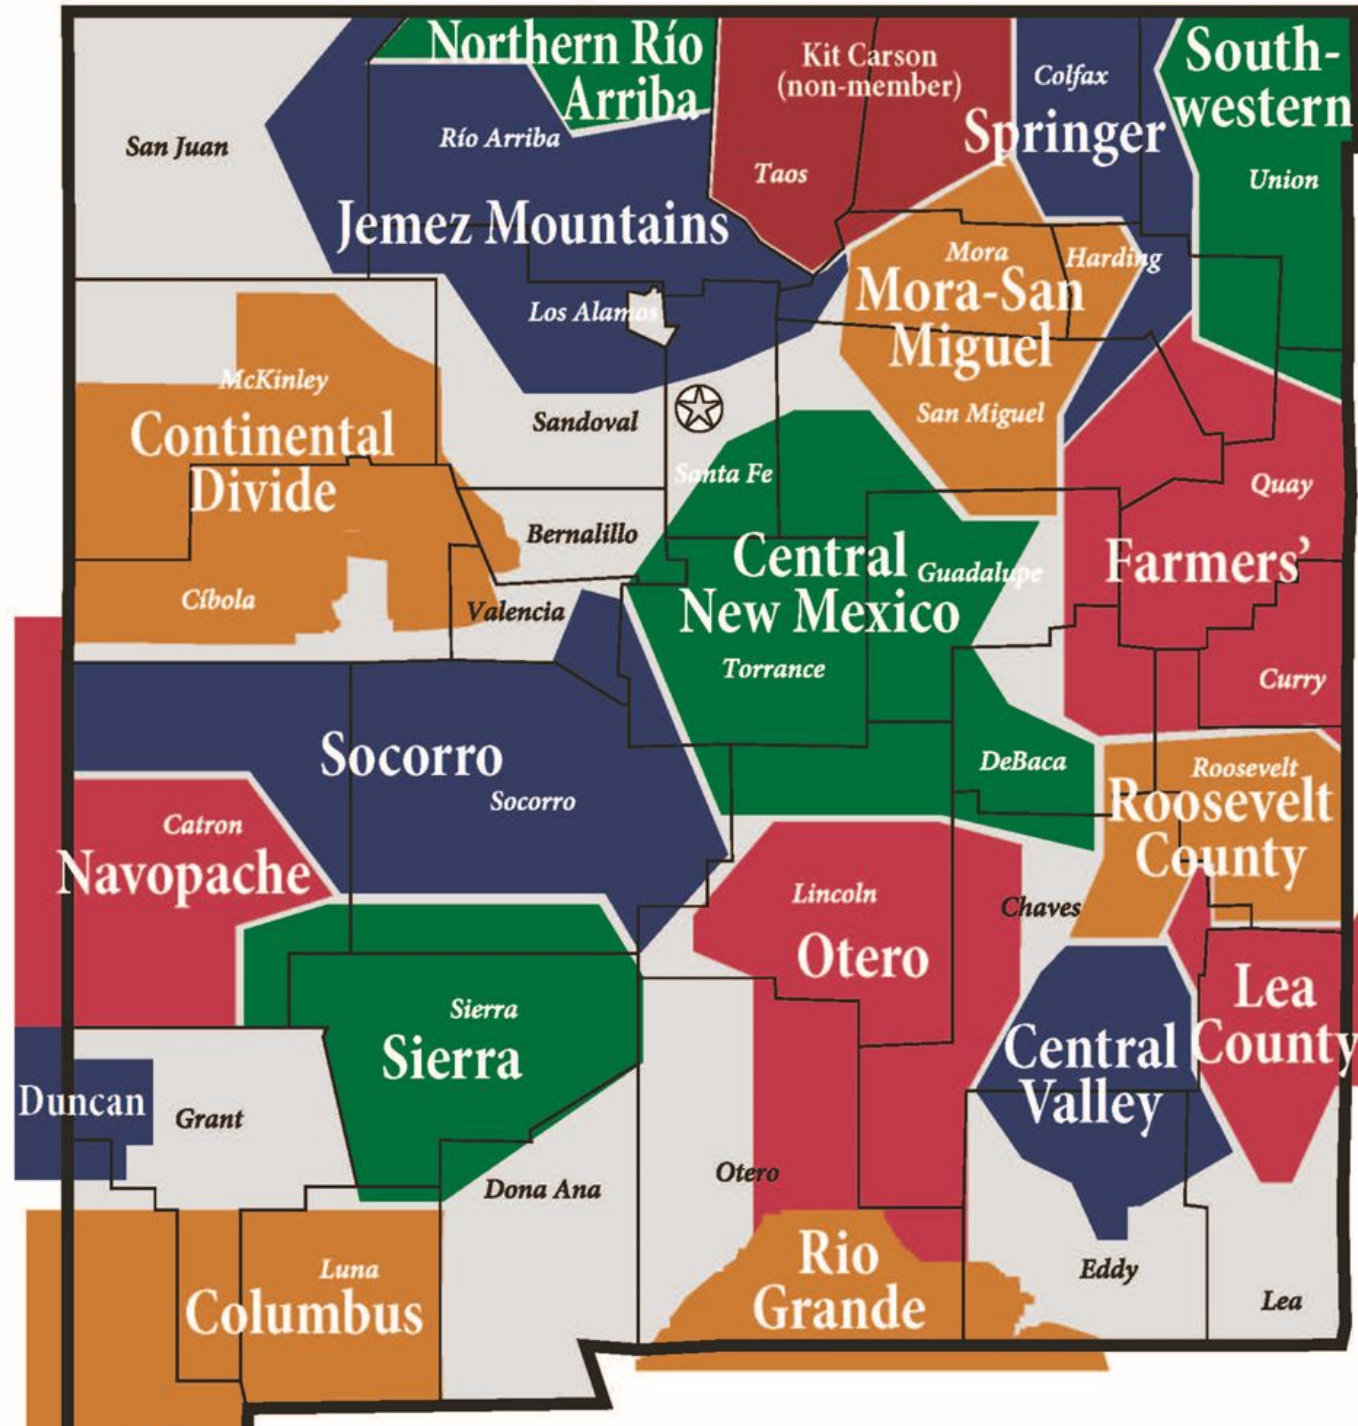 Northern Río
Arriba
Kit Carson
(non-member)
South-
western
Colfax
Springer
San Juan
Río Arriba
Taos
Union
Jemez Mountains
Mora
Harding
Mora-San
Miguel
Los Alamos
McKinley
Continental
Divide
Sandoval
San Miguel
Santa Fe
Quay
Bernalillo
Central
New Mexico
Guadalupe
Farmers’
Cíbola
Valencia
Torrance
Curry
Socorro
Socorro
DeBaca
Roosevelt
Roosevelt
County
Catron
Navopache
Lincoln
Chaves
Otero
Lea
County
Sierra
Sierra
Central
Valley
Duncan
Grant
Dona Ana
Otero
Luna
Columbus
Rio
Grande
Eddy
Lea